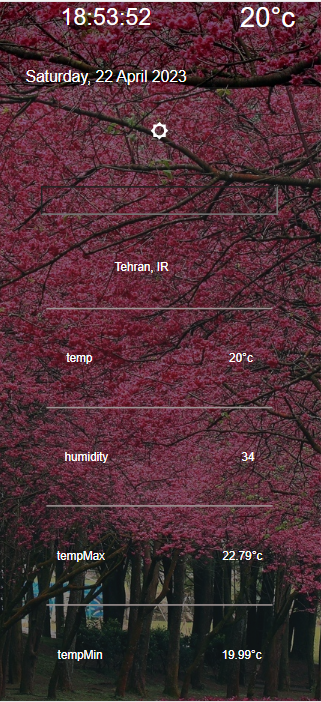 18:53:52 20°c
Saturday, 22 April 2023
Tehran, IR
temp 20°c
humidity 34
tempMax 22.79°c
tempMin 19.99°c